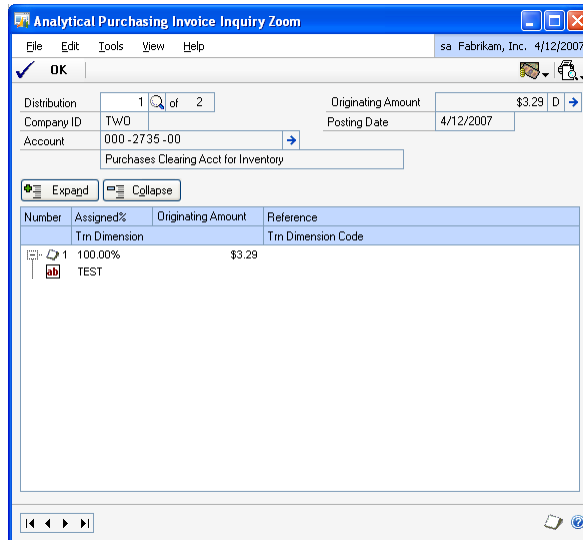 Analytical Purchasing Invoice Inquiry Zoom
File Edit Tools View Help sa Fabrikam, Inc. 4/12/2007
OK
Distribution 1 of 2 Originating Amount $3.29 D
Company ID TWO Posting Date 4/12/2007
Account 000 -2735 -00
Purchases Clearing Acct for Inventory
Expand Collapse
Number Assigned% Originating Amount Reference
Trn Dimension Trn Dimension Code
1 100.00% $3.29
ab TEST